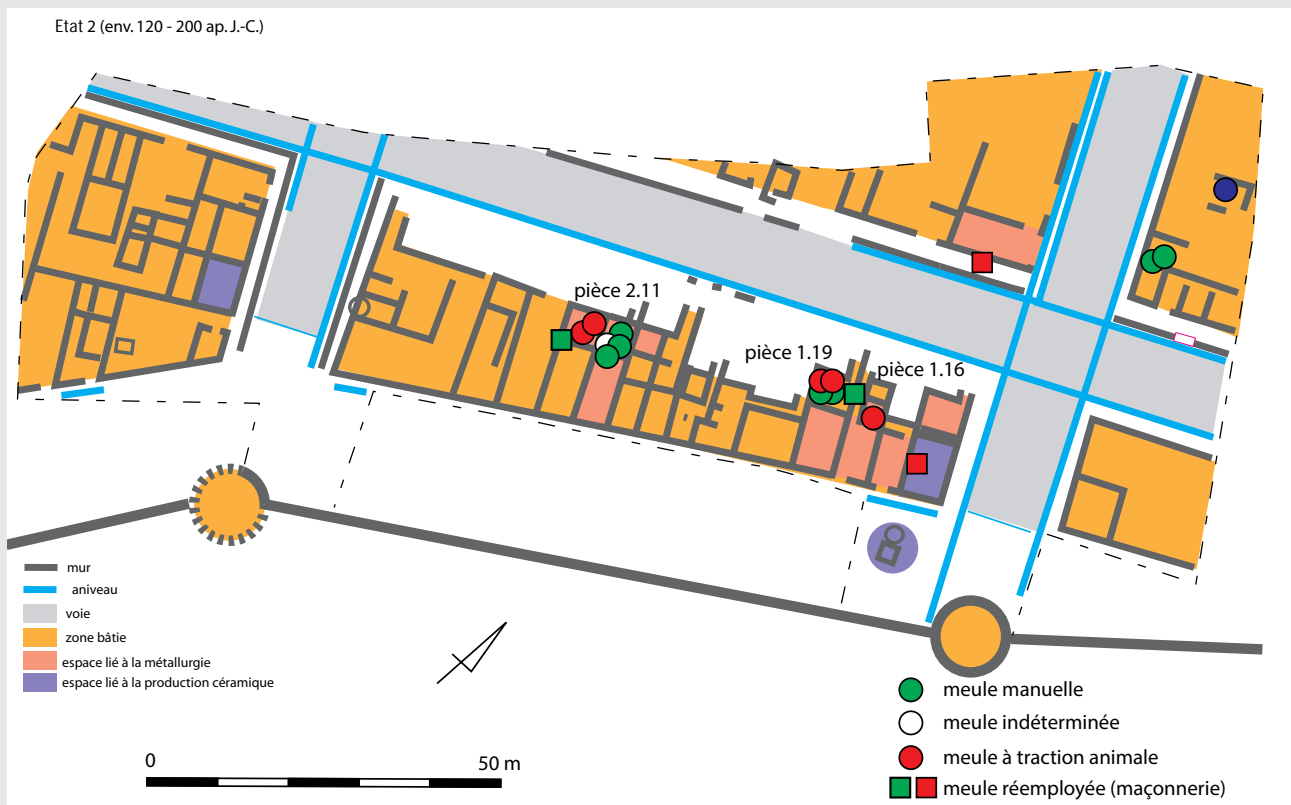 Etat 2 (env. 120 - 200 ap. J.-C.)
pièce 2.11
pièce 1.19
pièce 1.16
mur
aniveau
voie
zone bâtie
espace lié à la métallurgie
espace lié à la production céramique
0 50 m
meule manuelle
meule indéterminée
meule à traction animale
meule réemployée (maçonnerie)